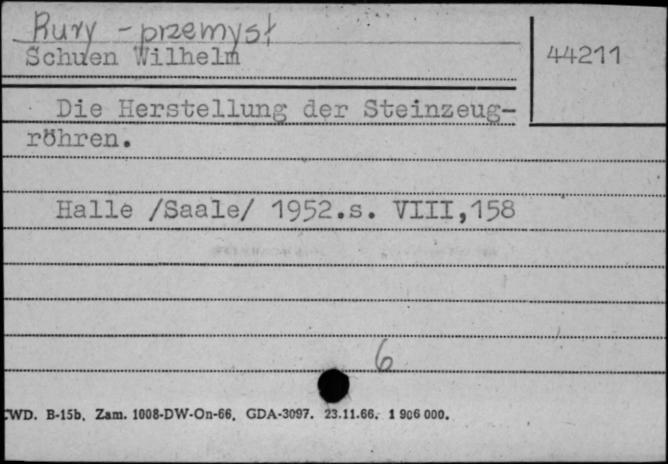 Rury - przemysł
Schuen Wilhelm
44211
Die Herstellung der Steinzeug-
röhren.
Halle /Saale/ 1952.s. VIII,158
6
WD. B-15b. Zam. 1008-DW-On-66. GDA-3097. 23.11.66. 1 906 000.